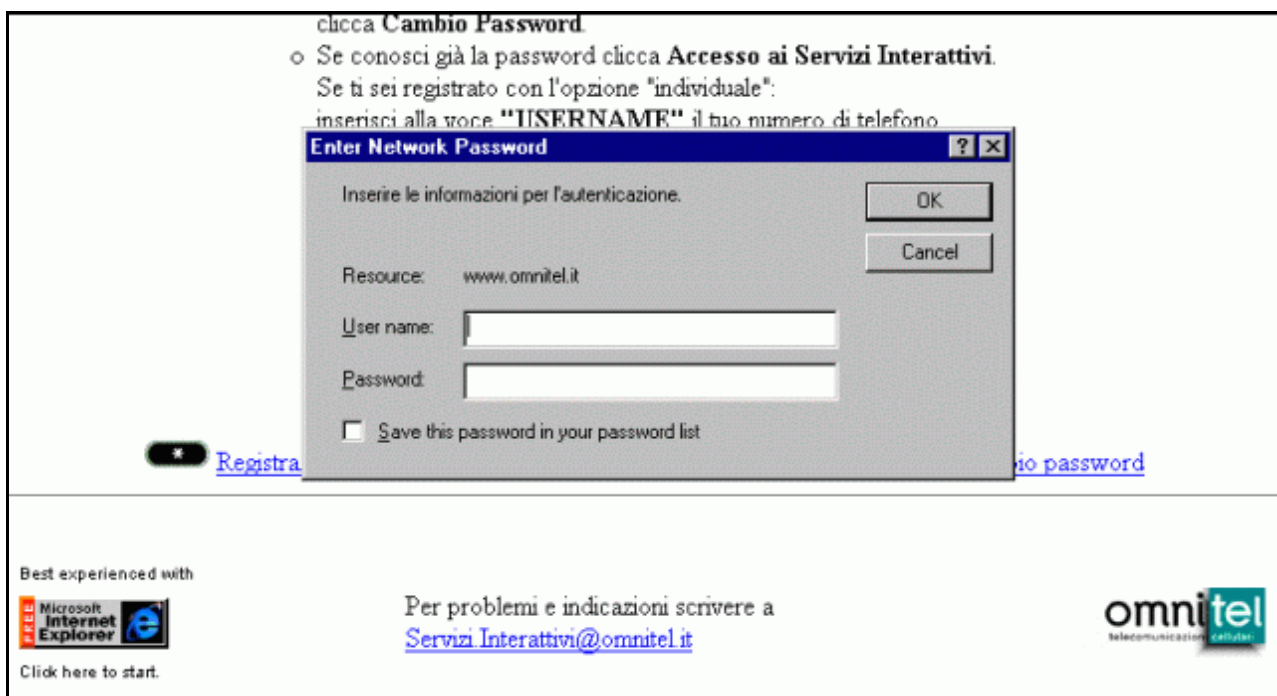 clicca Cambio Password.
o Se conosci già la password clicca Accesso ai Servizi Interattivi.
Se ti sei registrato con l'opzione "individuale":
inserisci alla voce "USERNAME" il tuo numero di telefono
Enter Network Password
Inserire le informazioni per l'autenticazione.
OK
Cancel
Resource: www.omnitel.it
User name:
Password:
Save this password in your password list
* Registra
io password
Best experienced with
FREE Microsoft Internet Explorer
Click here to start.
Per problemi e indicazioni scrivere a
Servizi.Interattivi@omnitel.it
omnitel
telecomunicazioni cellulari